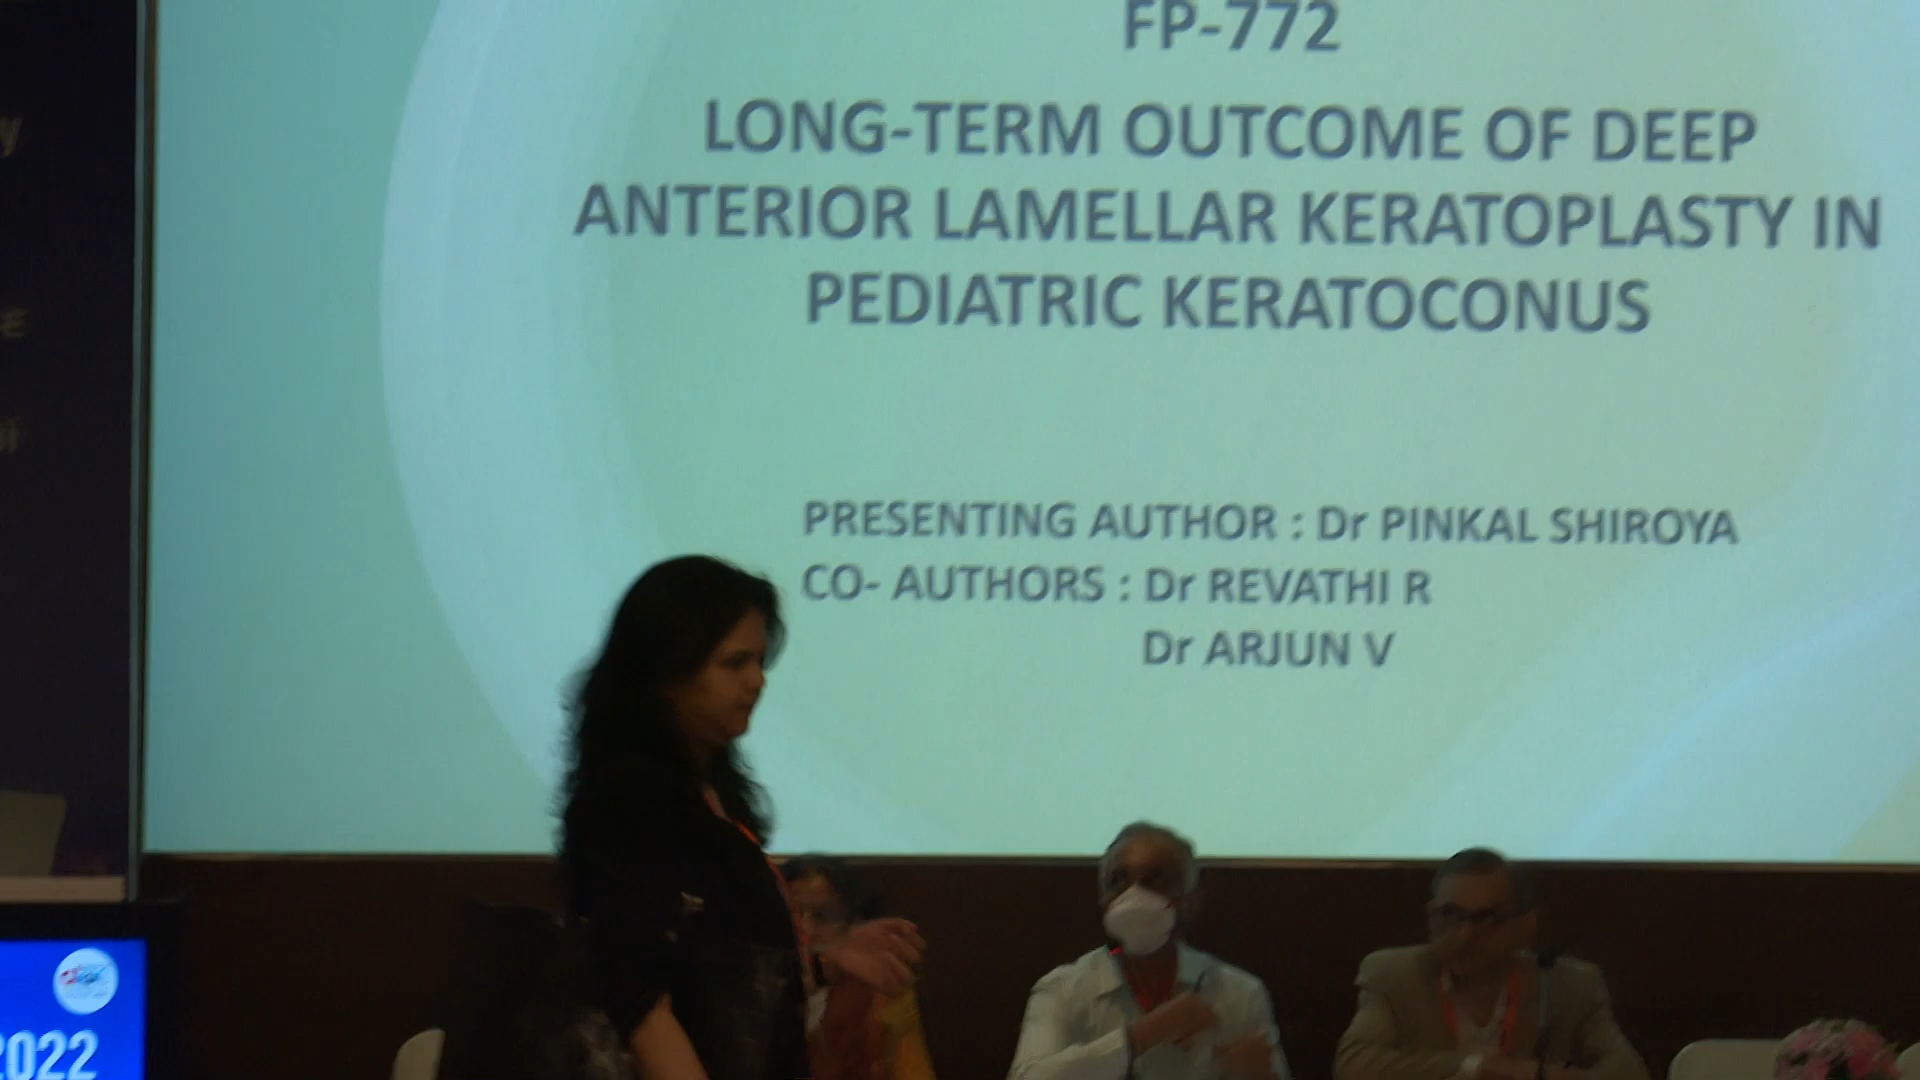 FP-772
LONG-TERM OUTCOME OF DEEP
ANTERIOR LAMELLAR KERATOPLASTY IN
PEDIATRIC KERATOCONUS
PRESENTING AUTHOR : Dr PINKAL SHIROYA
CO- AUTHORS : Dr REVATHI R
Dr ARJUN V
2022